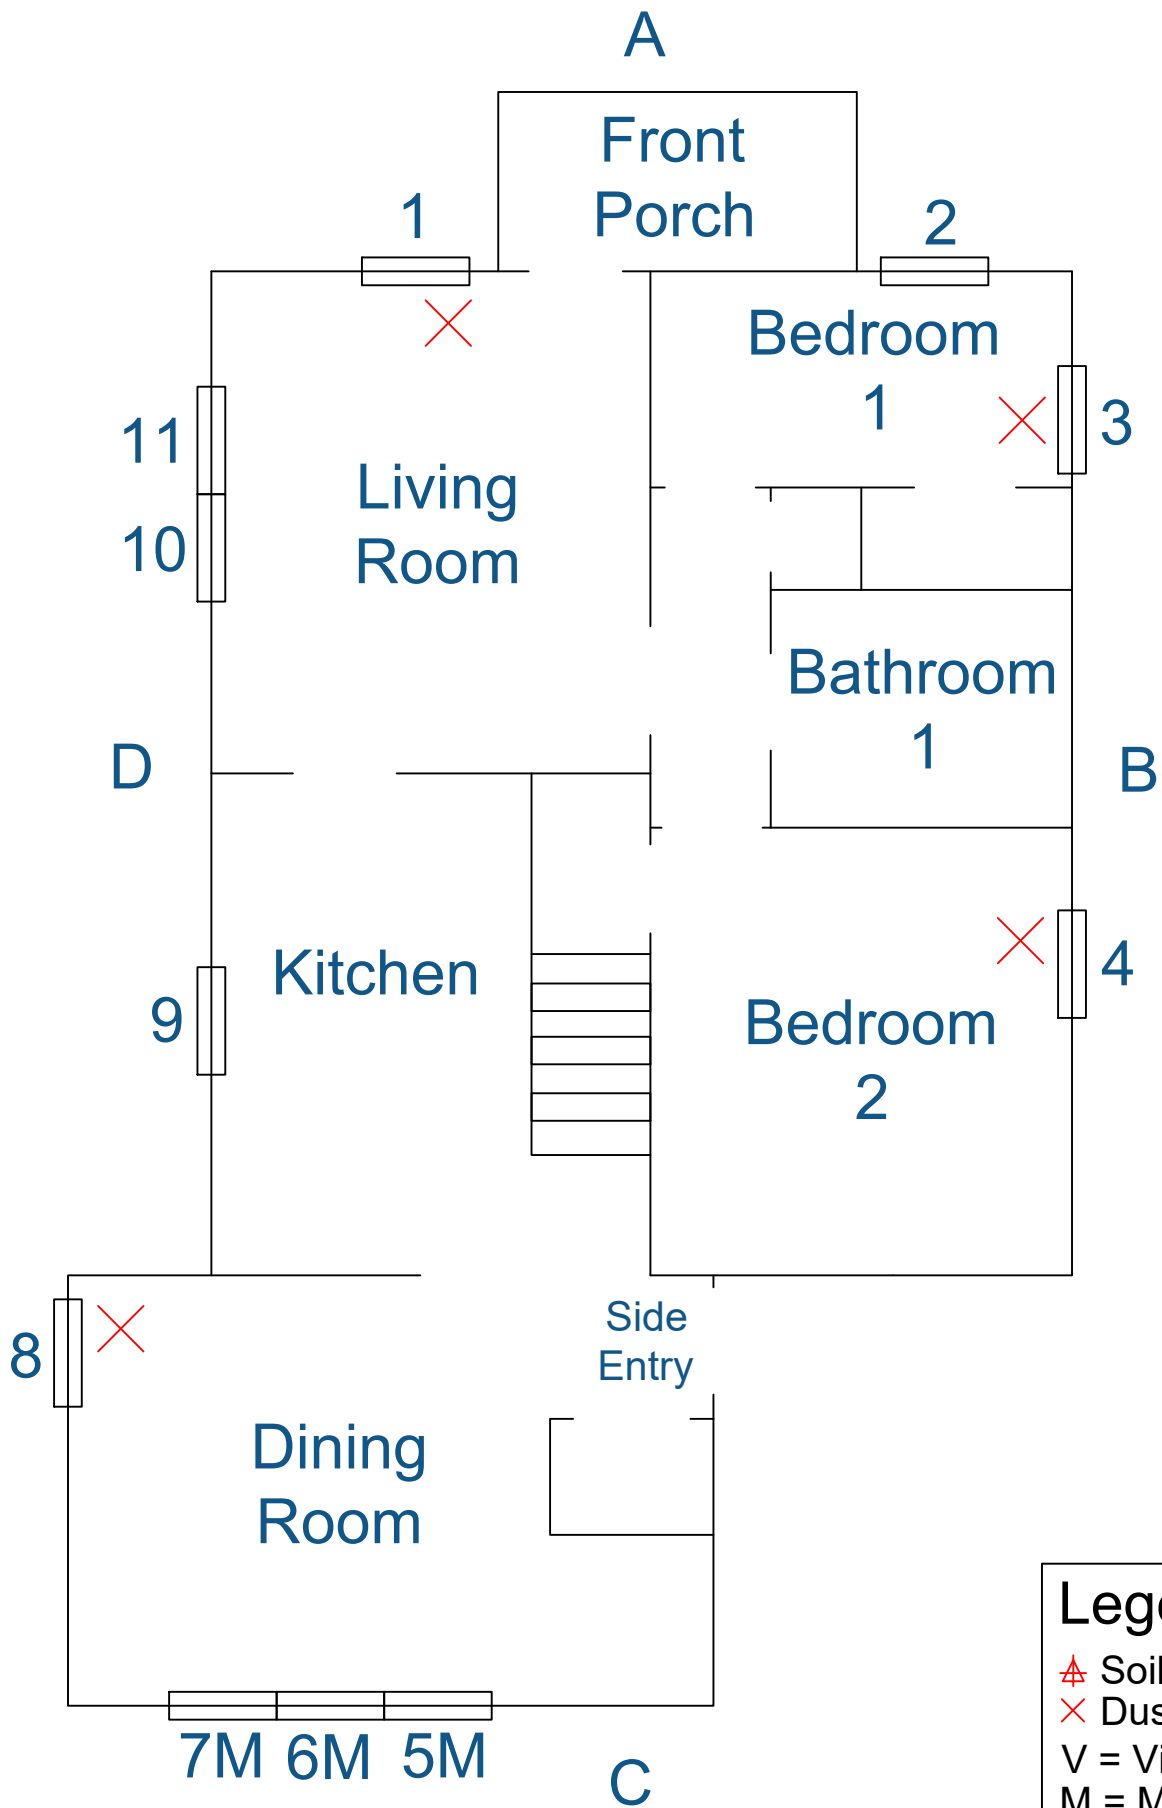 A
Front
Porch
1
2
Bedroom
1
3
11
Living
Room
10
Bathroom
1
D
B
Kitchen
4
9
Bedroom
2
Side
Entry
8
Dining
Room
7M
6M
5M
C
V =
M =